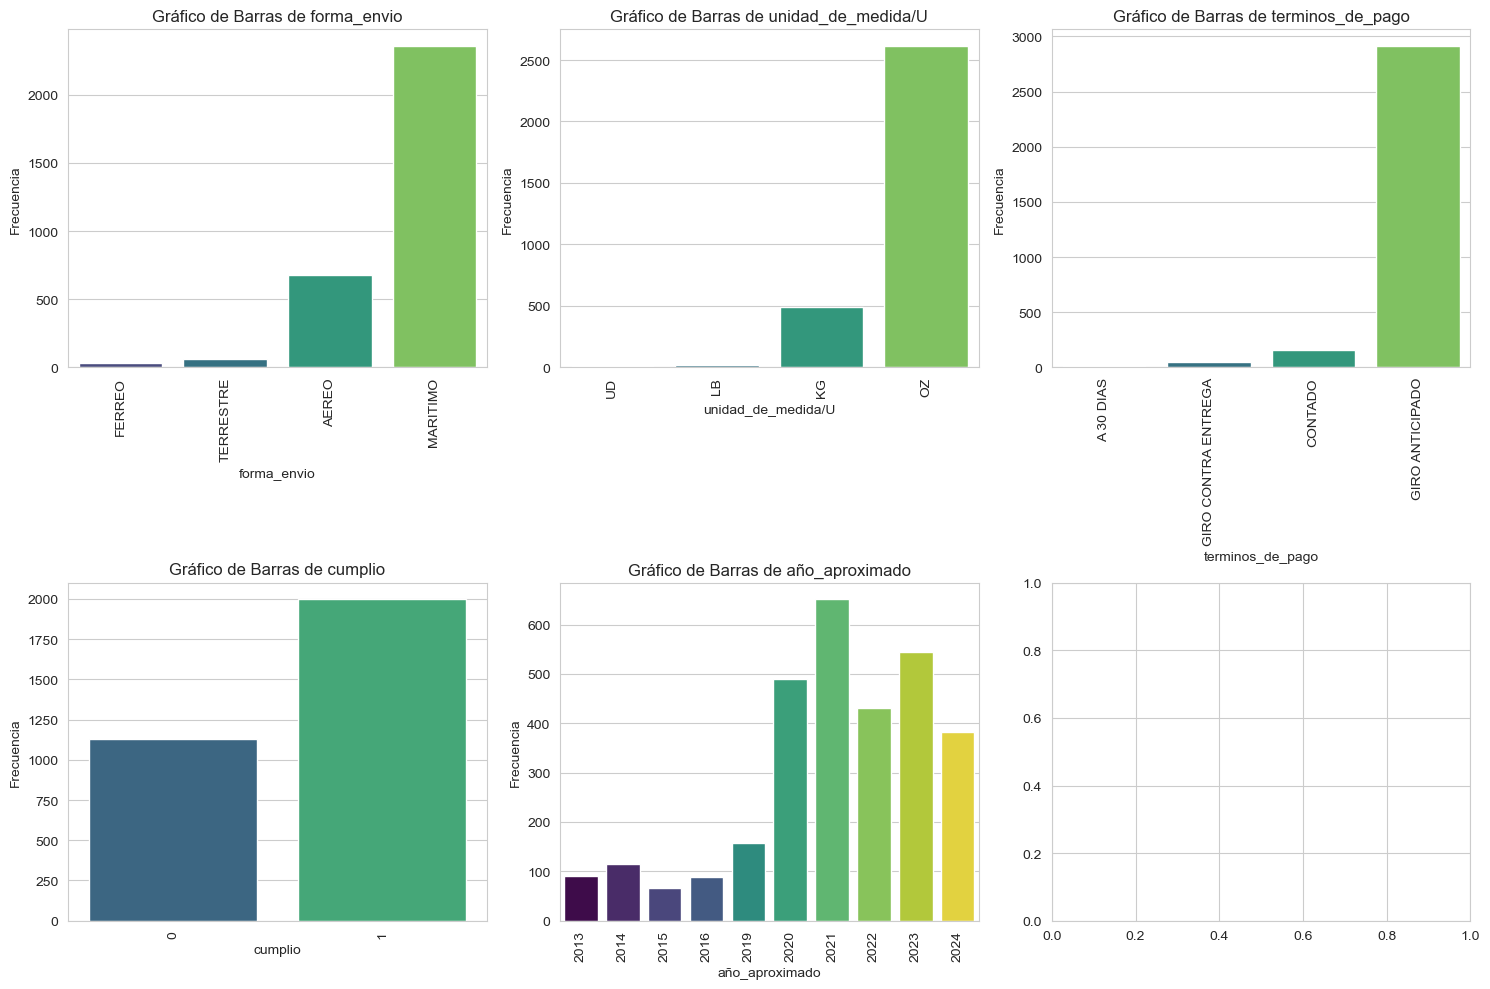 Gráfico de Barras de forma_envio
Frecuencia
2000
1500
1000
500
0
FERREO
TERRESTRE
AEREO
MARITIMO
forma_envio
Gráfico de Barras de unidad_de_medida/U
Frecuencia
2500
2000
1500
1000
500
0
UD
LB
KG
OZ
unidad_de_medida/U
Gráfico de Barras de terminos_de_pago
Frecuencia
3000
2500
2000
1500
1000
500
0
A 30 DIAS
GIRO CONTRA ENTREGA
CONTADO
GIRO ANTICIPADO
terminos_de_pago
Gráfico de Barras de cumplio
Frecuencia
2000
1750
1500
1250
1000
750
500
250
0
0
1
cumplio
Gráfico de Barras de año_aproximado
Frecuencia
600
500
400
300
200
100
0
2013
2014
2015
2016
2019
2020
2021
2022
2023
2024
año_aproximado
1.0
0.8
0.6
0.4
0.2
0.0
0.0
0.2
0.4
0.6
0.8
1.0